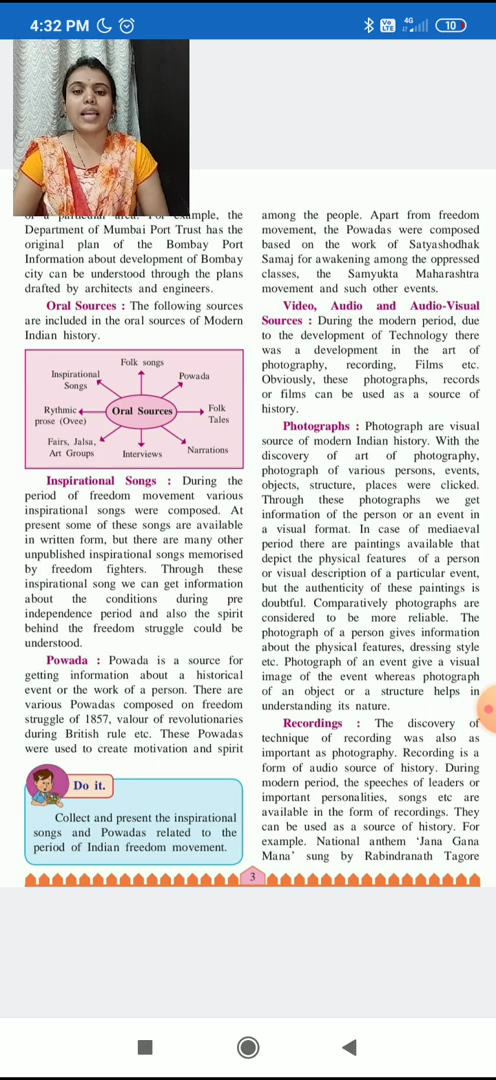 4:32 PM
Vo
LTE
4G
10
mple, the
Department of Mumbai Port Trust has the
original plan of the Bombay Port
Information about development of Bombay
city can be understood through the plans
drafted by architects and engineers.
Oral Sources : The following sources
are included in the oral sources of Modern
Indian history.
Folk songs
Inspirational
Songs
Powada
Rythmic
prose (Ovee)
Oral Sources
Folk
Tales
Fairs, Jalsa,
Art Groups
Interviews
Narrations
Inspirational Songs : During the
period of freedom movement various
inspirational songs were composed. At
present some of these songs are available
in written form, but there are many other
unpublished inspirational songs memorised
by freedom fighters. Through these
inspirational song we can get information
about the conditions during pre
independence period and also the spirit
behind the freedom struggle could be
understood.
Powada : Powada is a source for
getting information about a historical
event or the work of a person. There are
various Powadas composed on freedom
struggle of 1857, valour of revolutionaries
during British rule etc. These Powadas
were used to create motivation and spirit
Do it.
Collect and present the inspirational
songs and Powadas related to the
period of Indian freedom movement.
among the people. Apart from freedom
movement, the Powadas were composed
based on the work of Satyashodhak
Samaj for awakening among the oppressed
classes, the Samyukta Maharashtra
movement and such other events.
Video, Audio and Audio-Visual
Sources : During the modern period, due
to the development of Technology there
was a development in the art of
photography, recording, Films etc.
Obviously, these photographs, records
or films can be used as a source of
history.
Photographs : Photograph are visual
source of modern Indian history. With the
discovery of art of photography,
photograph of various persons, events,
objects, structure, places were clicked.
Through these photographs we get
information of the person or an event in
a visual format. In case of mediaeval
period there are paintings available that
depict the physical features of a person
or visual description of a particular event,
but the authenticity of these paintings is
doubtful. Comparatively photographs are
considered to be more reliable. The
photograph of a person gives information
about the physical features, dressing style
etc. Photograph of an event give a visual
image of the event whereas photograph
of an object or a structure helps in
understanding its nature.
Recordings : The discovery of
technique of recording was also as
important as photography. Recording is a
form of audio source of history. During
modern period, the speeches of leaders or
important personalities, songs etc are
available in the form of recordings. They
can be used as a source of history. For
example. National anthem ‘Jana Gana
Mana’ sung by Rabindranath Tagore
3